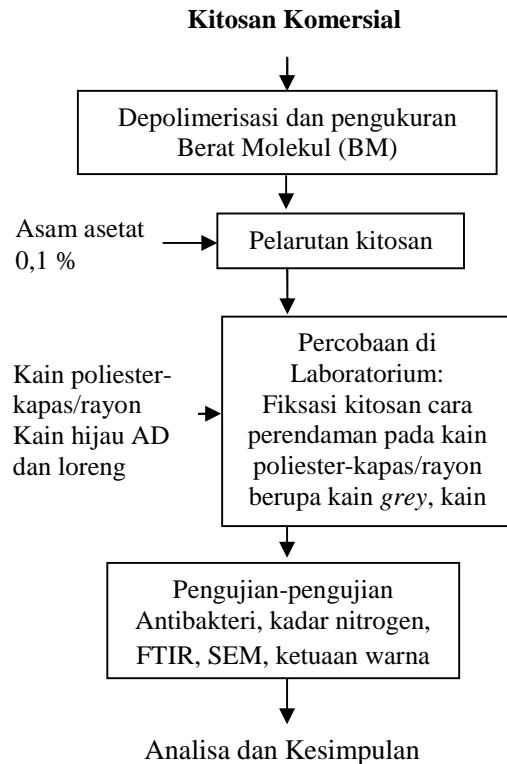 Kitosan Komersial
Depolimerisasi dan pengukuran
Berat Molekul (BM)
Asam asetat
0,1 %
Pelarutan kitosan
Kain poliester-
kapas/rayon
Kain hijau AD
dan loreng
Percobaan di
Laboratorium:
Fiksasi kitosan cara
perendaman pada kain
poliester-kapas/rayon
berupa kain grey, kain
Pengujian-pengujian
Antibakteri, kadar nitrogen,
FTIR, SEM, ketuaan warna
Analisa dan Kesimpulan